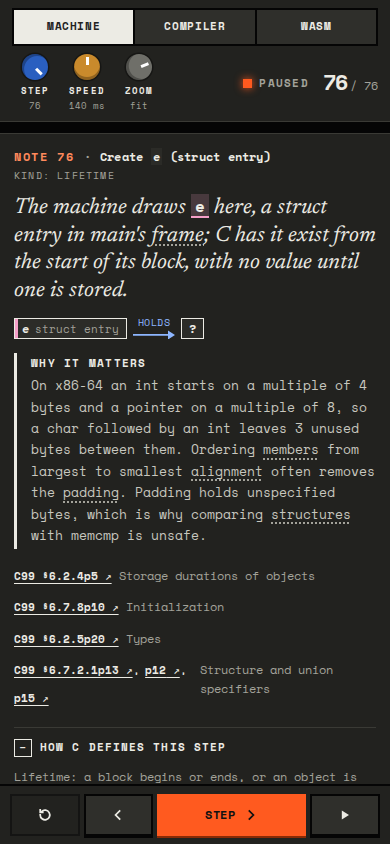 MACHINE COMPILER WASM
STEP SPEED ZOOM
76 140 ms fit
PAUSED 76 / 76
NOTE 76 · Create e (struct entry)
KIND: LIFETIME
The machine draws e here, a struct
entry in main's frame; C has it exist from
the start of its block, with no value until
one is stored.
e struct entry HOLDS ?
WHY IT MATTERS
On x86-64 an int starts on a multiple of 4
bytes and a pointer on a multiple of 8, so
a char followed by an int leaves 3 unused
bytes between them. Ordering members from
largest to smallest alignment often removes
the padding. Padding holds unspecified
bytes, which is why comparing structures
with memcmp is unsafe.
C99 §6.2.4p5 ↗ Storage durations of objects
C99 §6.7.8p10 ↗ Initialization
C99 §6.2.5p20 ↗ Types
C99 §6.7.2.1p13 ↗, p12 ↗, Structure and union
p15 ↗ specifiers
− HOW C DEFINES THIS STEP
Lifetime: a block begins or ends, or an object is
STEP